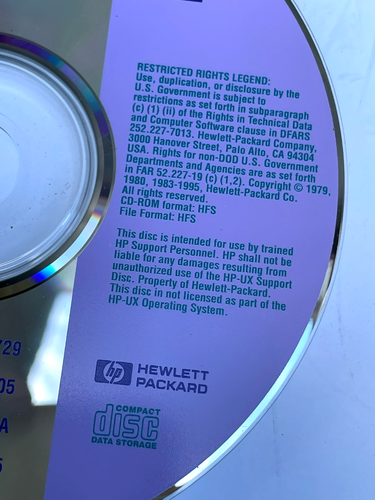 RESTRICTED RIGHTS LEGEND:
Use, duplication, or disclosure by the
U.S. Government is subject to
restrictions as set forth in subparagraph
(c) (1) (ii) of the Rights in Technical Data
and Computer Software clause in DFARS
252.227-7013. Hewlett-Packard Company,
3000 Hanover Street, Palo Alto, CA 94304
USA. Rights for non-DOD U.S. Government
Departments and Agencies are as set forth
in FAR 52.227-19 (c) (1,2). Copyright © 1979,
1980, 1983-1995, Hewlett-Packard Co.
All rights reserved.
CD-ROM format: HFS
File Format: HFS
This disc is intended for use by trained
HP Support Personnel. HP shall not be
liable for any damages resulting from
unauthorized use of the HP-UX Support
Disc. Property of Hewlett-Packard.
This disc in not licensed as part of the
HP-UX Operating System.
729
05
A
hp HEWLETT
PACKARD
COMPACT
disc
DATA STORAGE